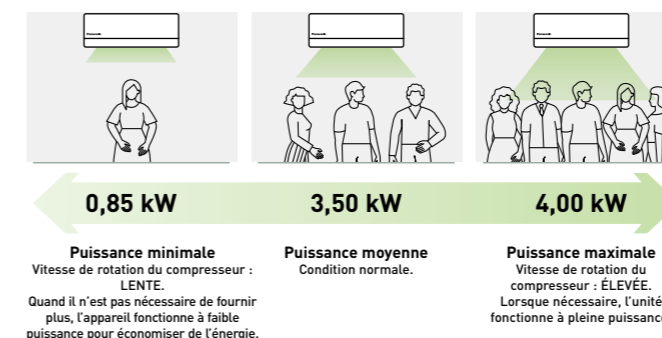 0,85 kW
3,50 kW
4,00 kW
Puissance minimale
Vitesse de rotation du compresseur :
LENTE.
Quand il n'est pas nécessaire de fournir
plus, l'appareil fonctionne à faible
puissance pour économiser de l'énergie.
Puissance moyenne
Condition normale.
Puissance maximale
Vitesse de rotation du
compresseur : ÉLEVÉE.
Lorsque nécessaire, l'unité
fonctionne à pleine puissance